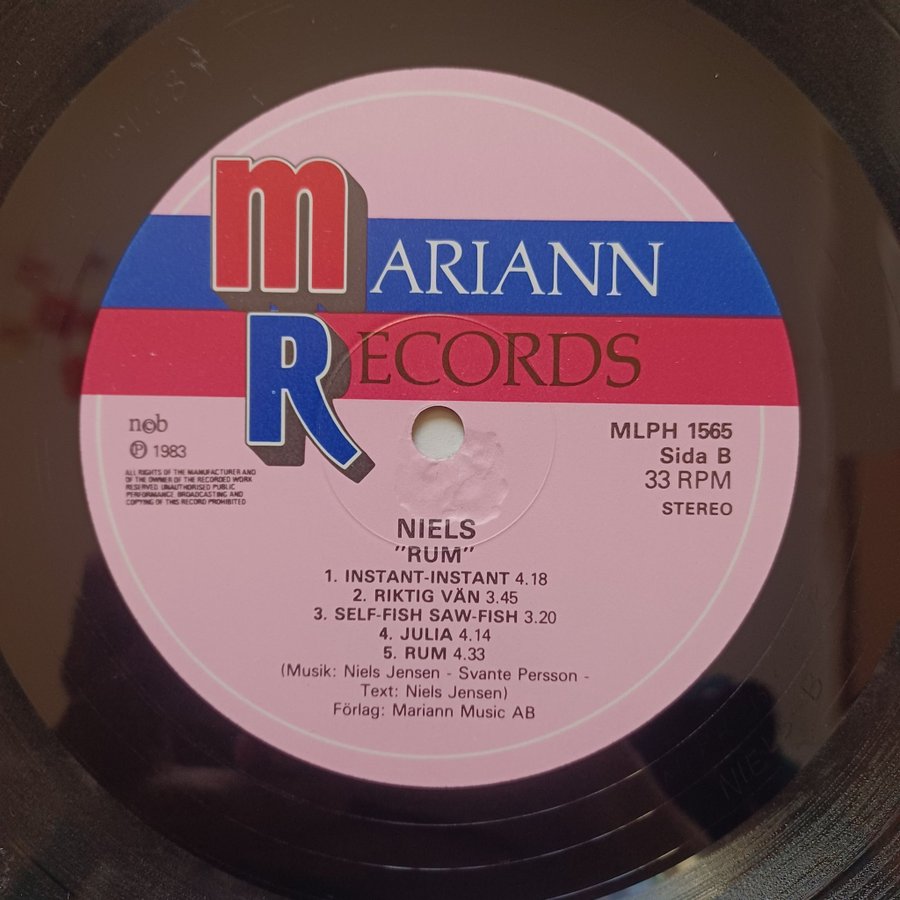 MARIANN
RECORDS
ncb
Ⓟ 1983
ALL RIGHTS OF THE MANUFACTURER AND
OF THE OWNER OF THE RECORDED WORK
RESERVED. UNAUTHORISED PUBLIC
PERFORMANCE, BROADCASTING AND
COPYING OF THIS RECORD PROHIBITED
MLPH 1565
Sida B
33 RPM
STEREO
NIELS
"RUM"
1. INSTANT-INSTANT 4.18
2. RIKTIG VÄN 3.45
3. SELF-FISH SAW-FISH 3.20
4. JULIA 4.14
5. RUM 4.33
(Musik: Niels Jensen - Svante Persson -
Text: Niels Jensen)
Förlag: Mariann Music AB
NIELS